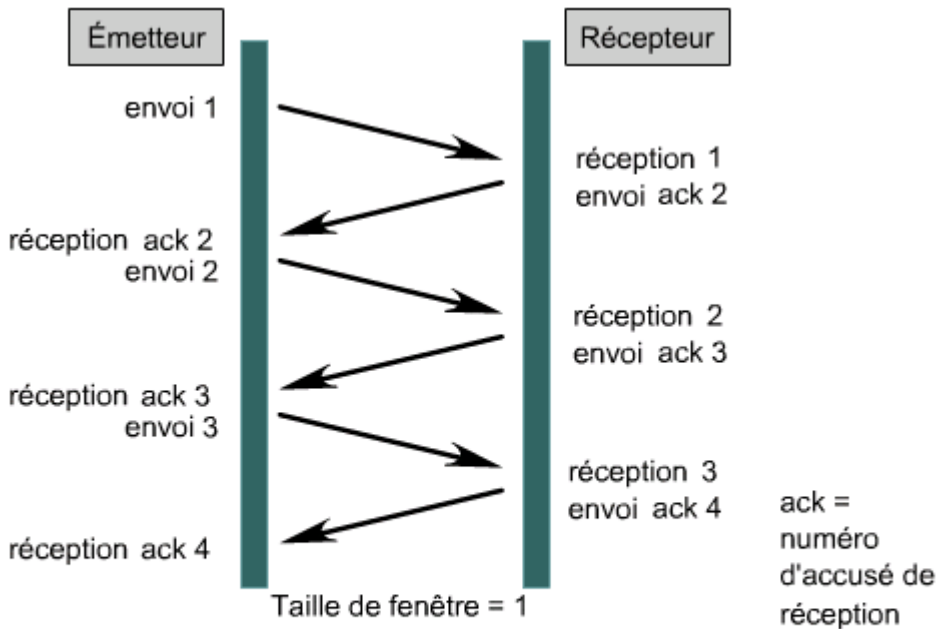 Émetteur
Récepteur
envoi 1
réception 1
envoi ack 2
réception ack 2
envoi 2
réception 2
envoi ack 3
réception ack 3
envoi 3
réception 3
envoi ack 4
réception ack 4
ack =
numéro
d'accusé de
réception
Taille de fenêtre = 1